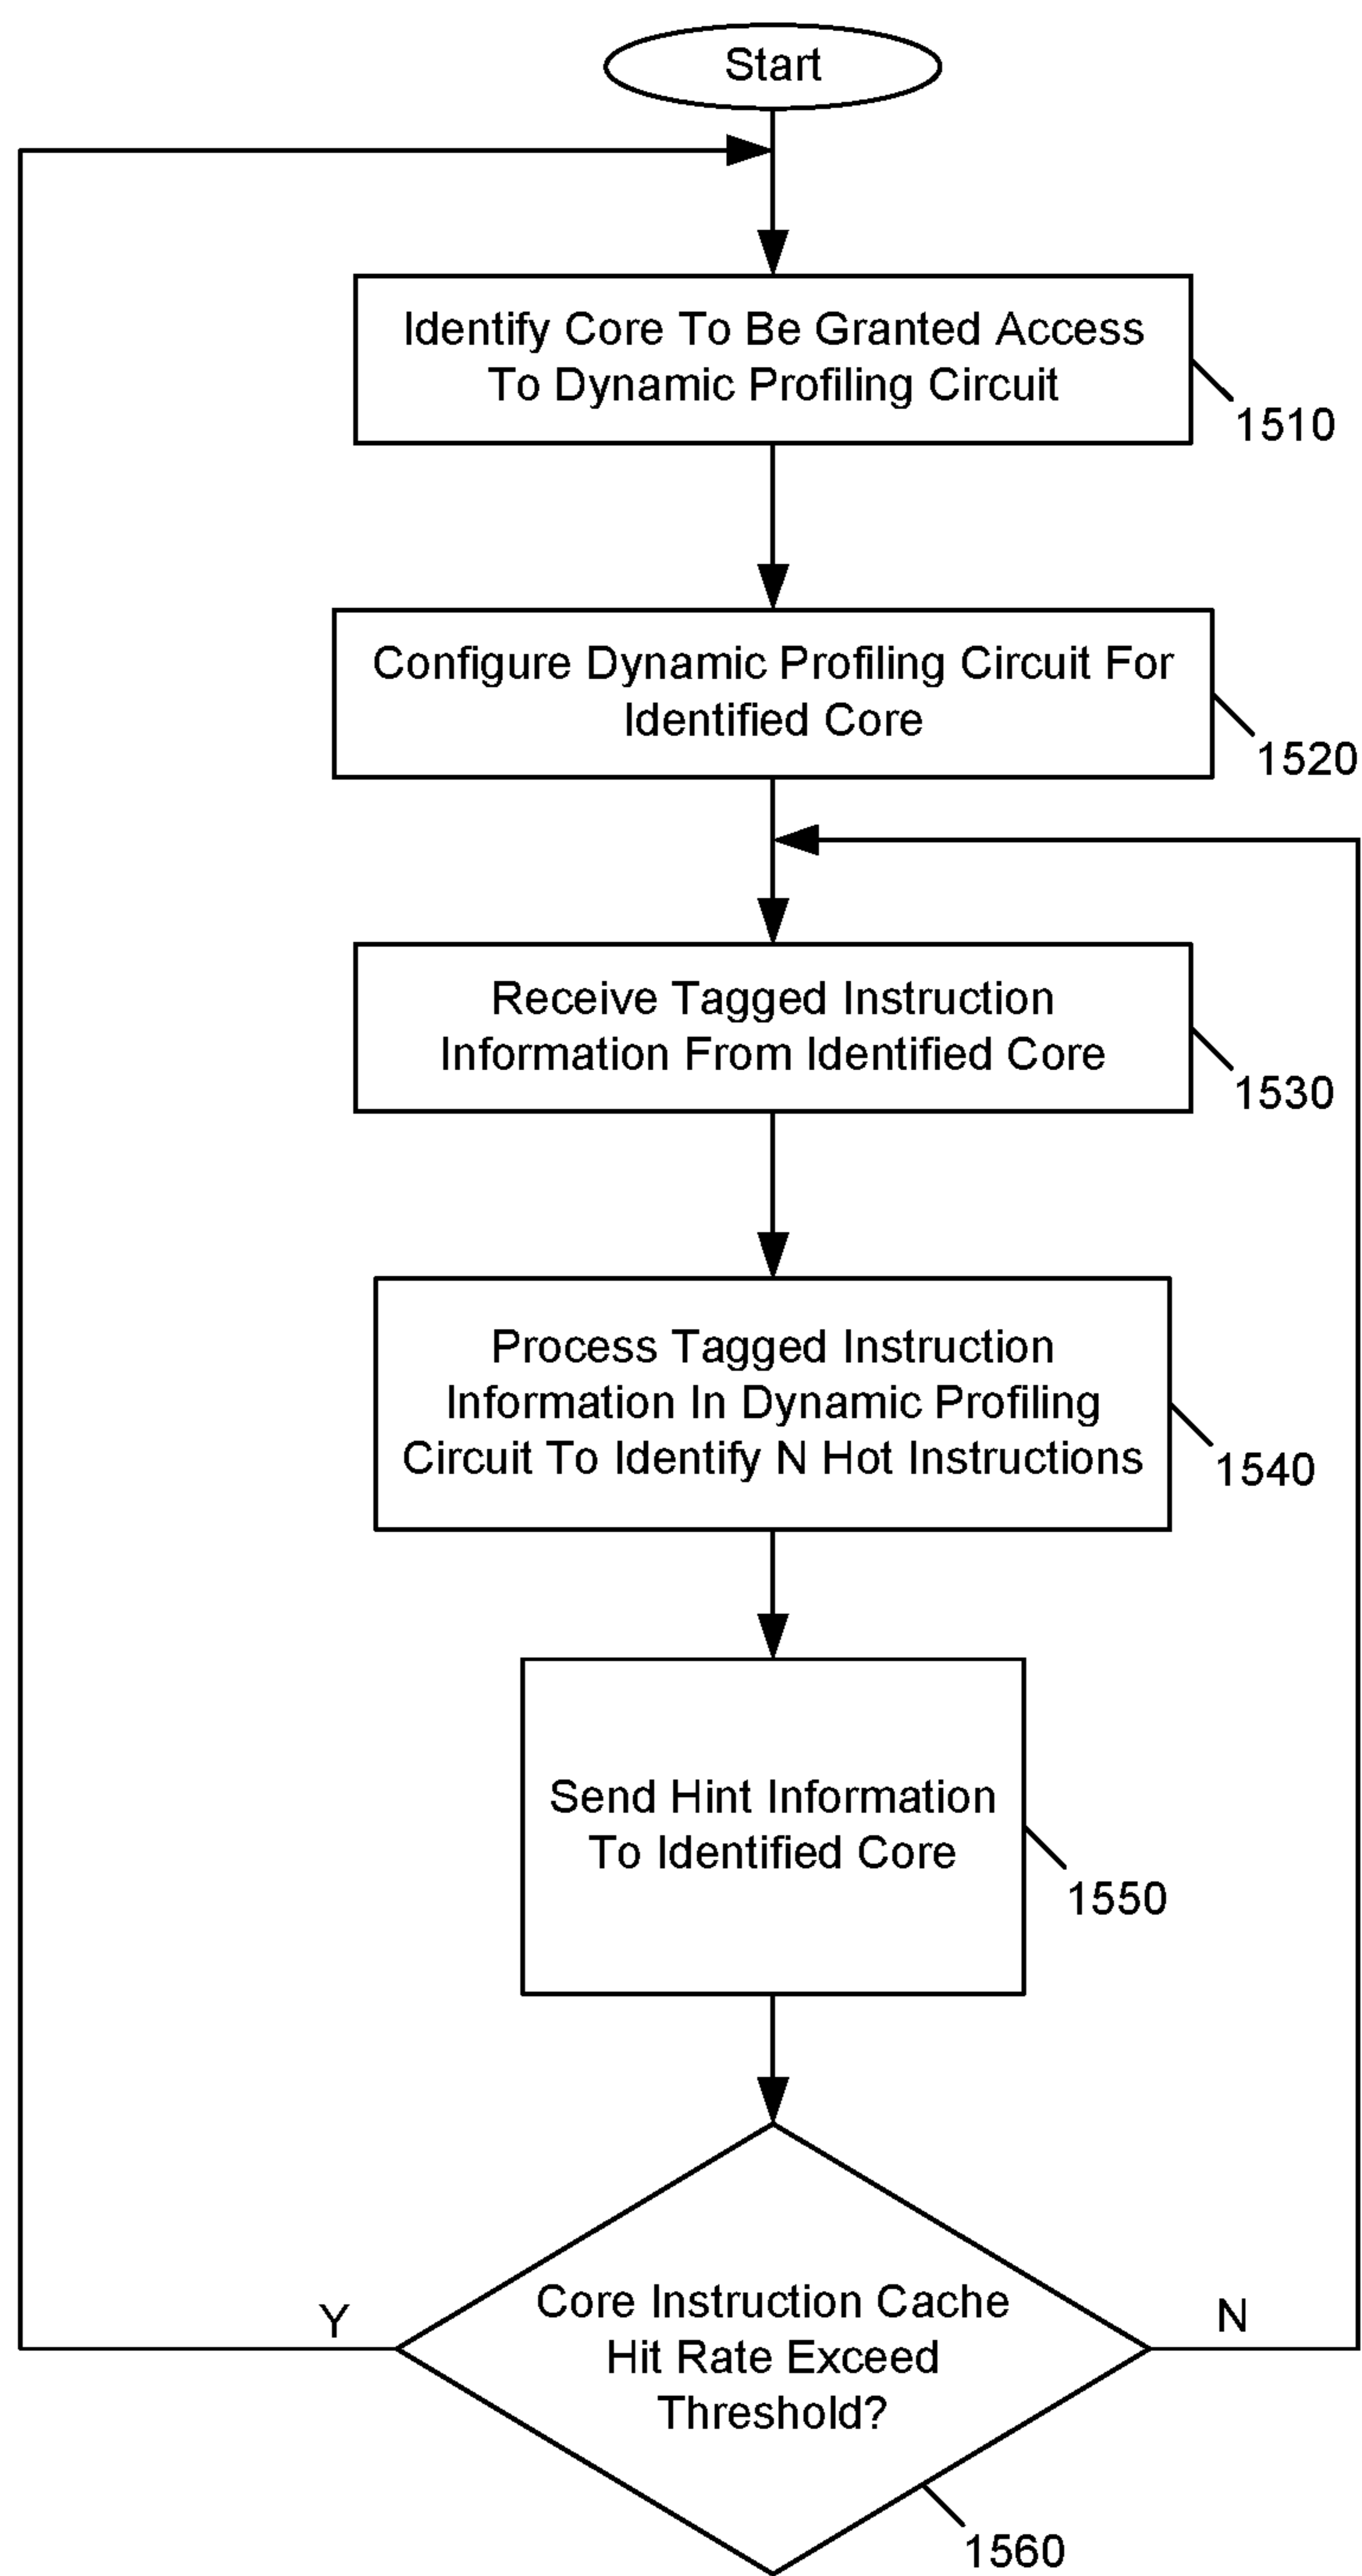 Start
Identify Core To Be Granted Access
To Dynamic Profiling Circuit
1510
Configure Dynamic Profiling Circuit For
Identified Core
1520
Receive Tagged Instruction
Information From Identified Core
1530
Process Tagged Instruction
Information In Dynamic Profiling
Circuit To Identify N Hot Instructions
1540
Send Hint Information
To Identified Core
1550
Y
N
Core Instruction Cache
Hit Rate Exceed
Threshold?
1560